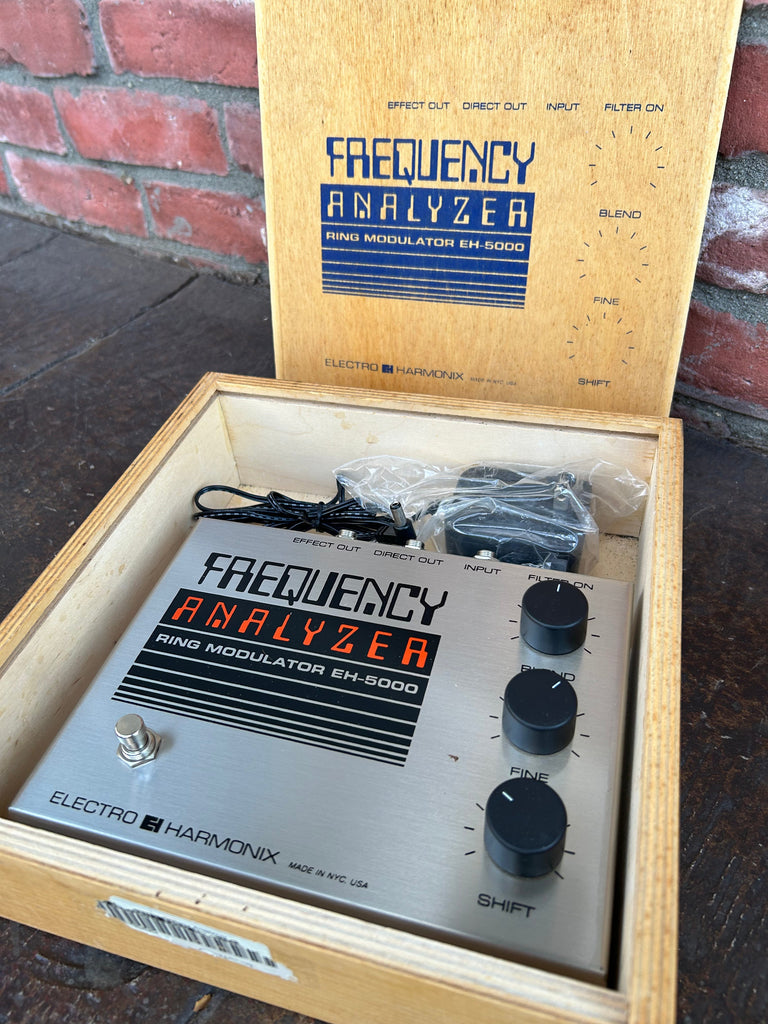 EFFECT OUT DIRECT OUT INPUT FILTER ON
FREQUENCY
ANALYZER
RING MODULATOR EH-5000
BLEND
FINE
SHIFT
ELECTRO HARMONIX MADE IN NYC, USA
EFFECT OUT DIRECT OUT INPUT FILTER ON
FREQUENCY
ANALYZER
RING MODULATOR EH-5000
BLEND
FINE
SHIFT
ELECTRO EH HARMONIX MADE IN NYC, USA